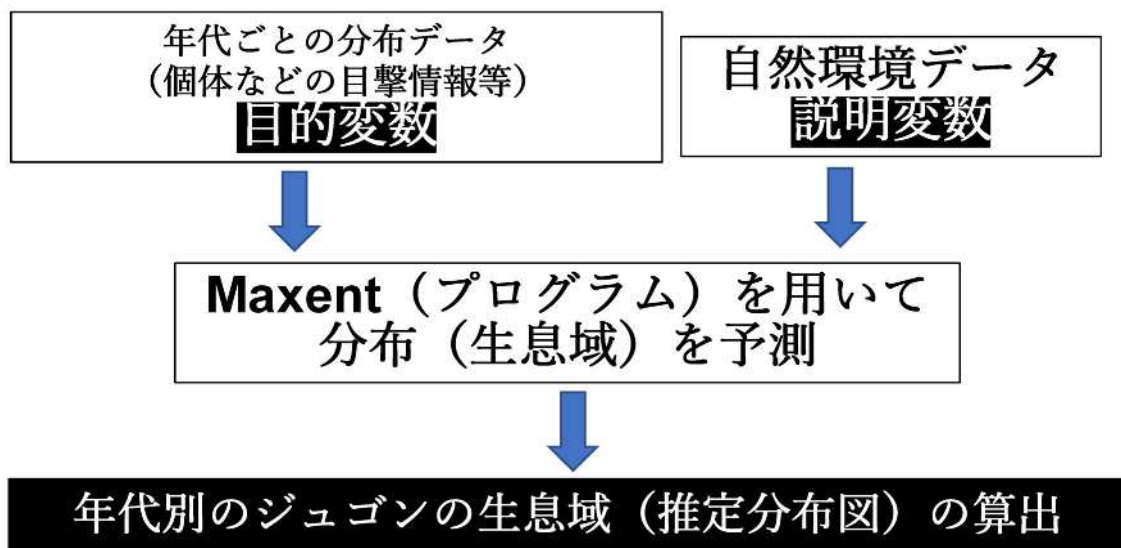 年代ごとの分布データ
（個体などの目撃情報等）
目的変数
自然環境データ
説明変数
Maxent（プログラム）を用いて
分布（生息域）を予測
年代別のジュゴンの生息域（推定分布図）の算出